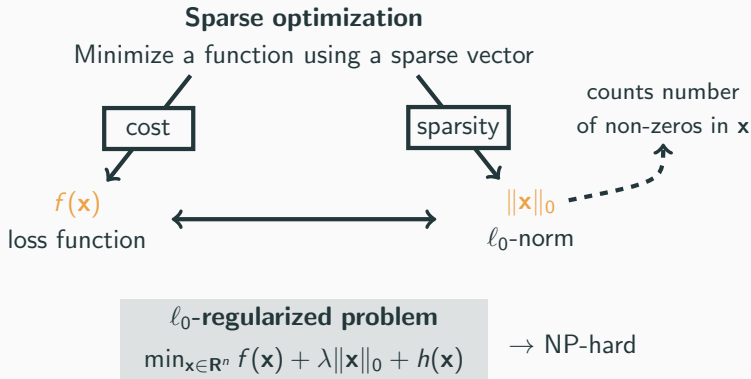 Sparse optimization
Minimize a function using a sparse vector
cost
sparsity
counts number
of non-zeros in x
f(x)
loss function
‖x‖₀
ℓ₀-norm
ℓ₀-regularized problem
min_{x∈Rⁿ} f(x) + λ‖x‖₀ + h(x)
→ NP-hard